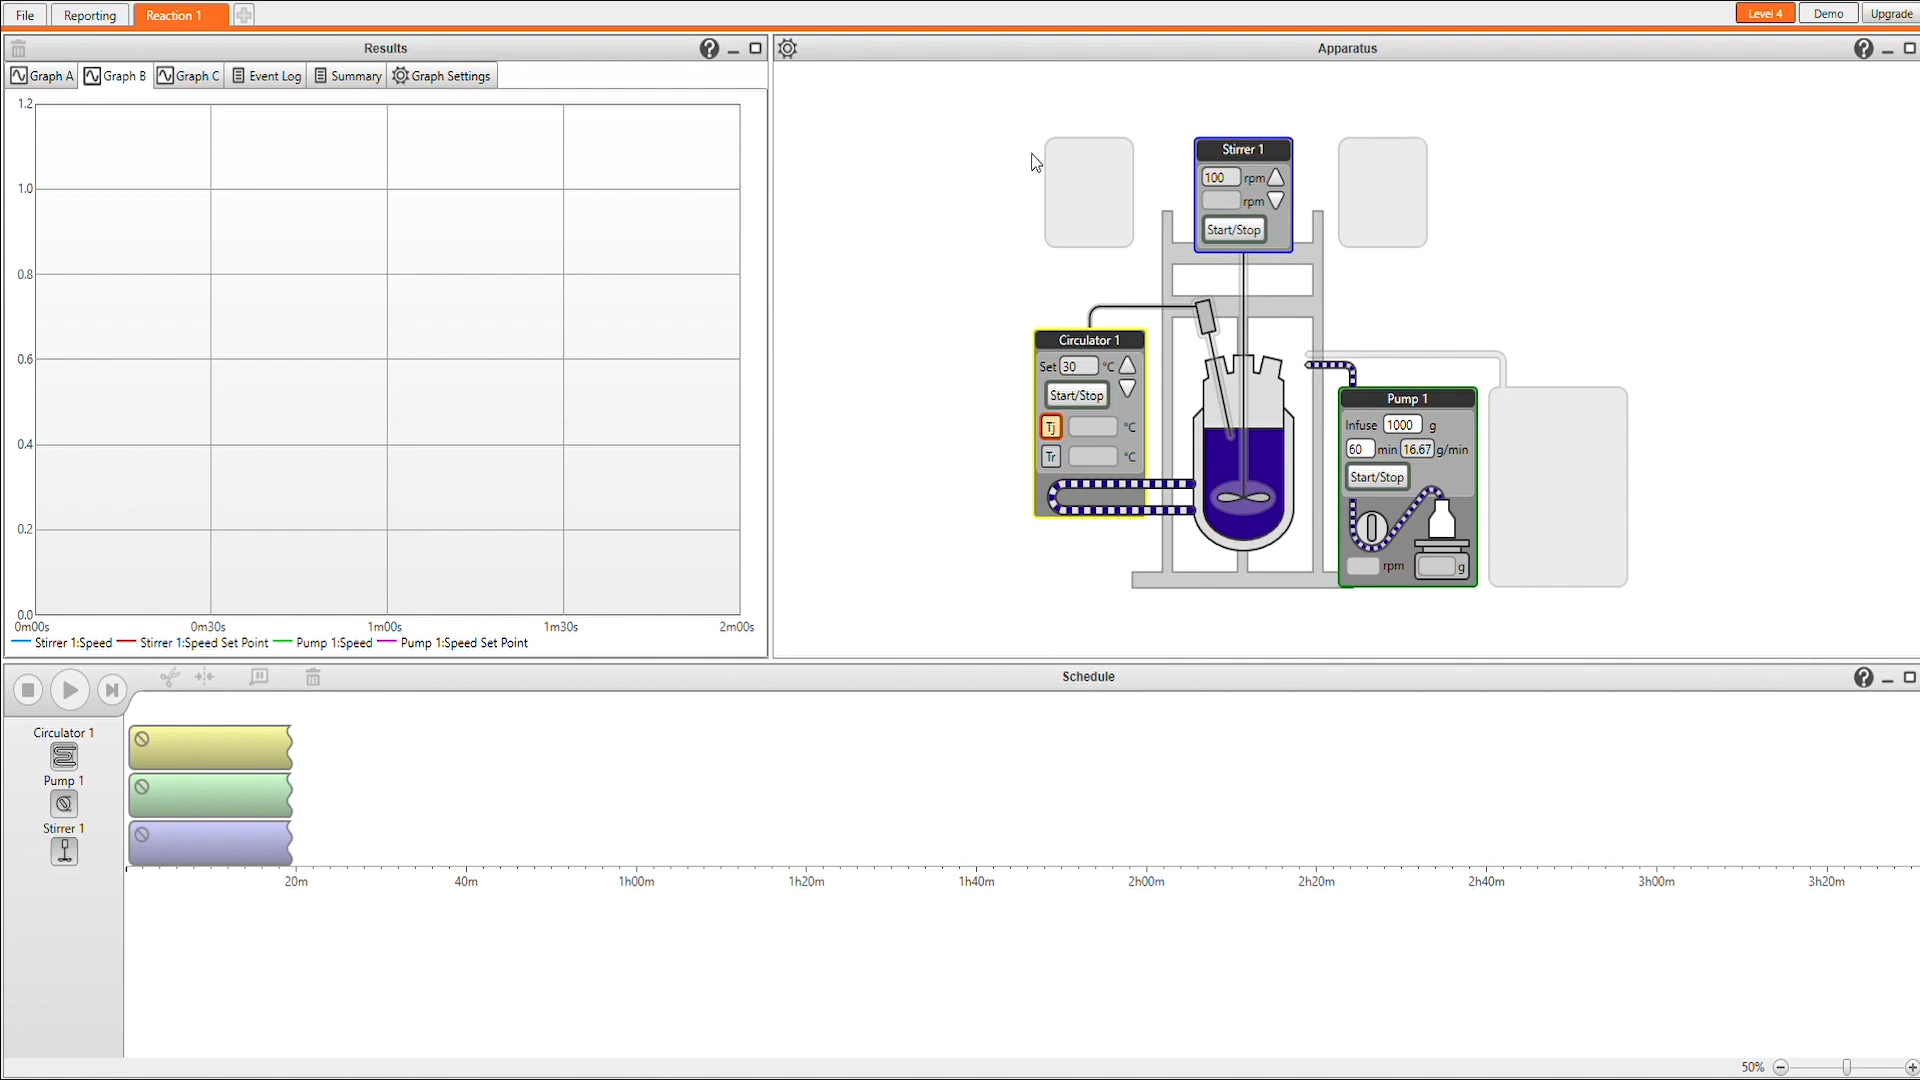 File Reporting Reaction 1
Level 4 Demo Upgrade
Results
Graph A Graph B Graph C Event Log Summary Graph Settings
1.2
1.0
0.8
0.6
0.4
0.2
0.0
0m00s 0m30s 1m00s 1m30s 2m00s
Stirrer 1:Speed Stirrer 1:Speed Set Point Pump 1:Speed Pump 1:Speed Set Point
Apparatus
Stirrer 1
100 rpm
rpm
Start/Stop
Circulator 1
Set 30 °C
Start/Stop
Tj °C
Tr °C
Pump 1
Infuse 1000 g
60 min 16.67 g/min
Start/Stop
rpm g
Schedule
Circulator 1
Pump 1
Stirrer 1
20m 40m 1h00m 1h20m 1h40m 2h00m 2h20m 2h40m 3h00m 3h20m
50%